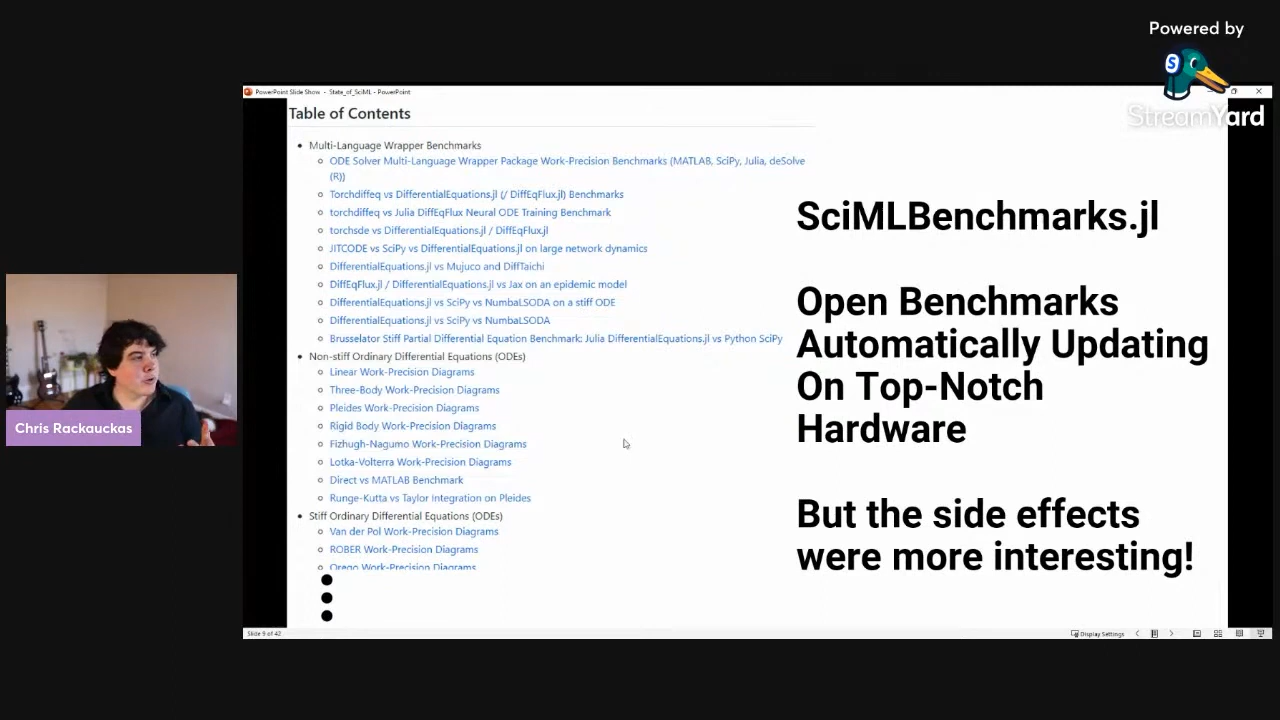 Powered by
S
StreamYard
PowerPoint Slide Show - State_of_SciML - PowerPoint
Table of Contents
Multi-Language Wrapper Benchmarks
ODE Solver Multi-Language Wrapper Package Work-Precision Benchmarks (MATLAB, SciPy, Julia, deSolve
(R))
Torchdiffeq vs DifferentialEquations.jl (/ DiffEqFlux.jl) Benchmarks
torchdiffeq vs Julia DiffEqFlux Neural ODE Training Benchmark
torchsde vs DifferentialEquations.jl / DiffEqFlux.jl
JITCODE vs SciPy vs DifferentialEquations.jl on large network dynamics
DifferentialEquations.jl vs Mujuco and DiffTaichi
DiffEqFlux.jl / DifferentialEquations.jl vs Jax on an epidemic model
DifferentialEquations.jl vs SciPy vs NumbaLSODA on a stiff ODE
DifferentialEquations.jl vs SciPy vs NumbaLSODA
Brusselator Stiff Partial Differential Equation Benchmark: Julia DifferentialEquations.jl vs Python SciPy
Non-stiff Ordinary Differential Equations (ODEs)
Linear Work-Precision Diagrams
Three-Body Work-Precision Diagrams
Pleides Work-Precision Diagrams
Rigid Body Work-Precision Diagrams
Fizhugh-Nagumo Work-Precision Diagrams
Lotka-Volterra Work-Precision Diagrams
Direct vs MATLAB Benchmark
Runge-Kutta vs Taylor Integration on Pleides
Stiff Ordinary Differential Equations (ODEs)
Van der Pol Work-Precision Diagrams
ROBER Work-Precision Diagrams
Orego Work-Precision Diagrams
SciMLBenchmarks.jl
Open Benchmarks
Automatically Updating
On Top-Notch
Hardware
But the side effects
were more interesting!
Chris Rackauckas
Slide 9 of 42
Display Settings